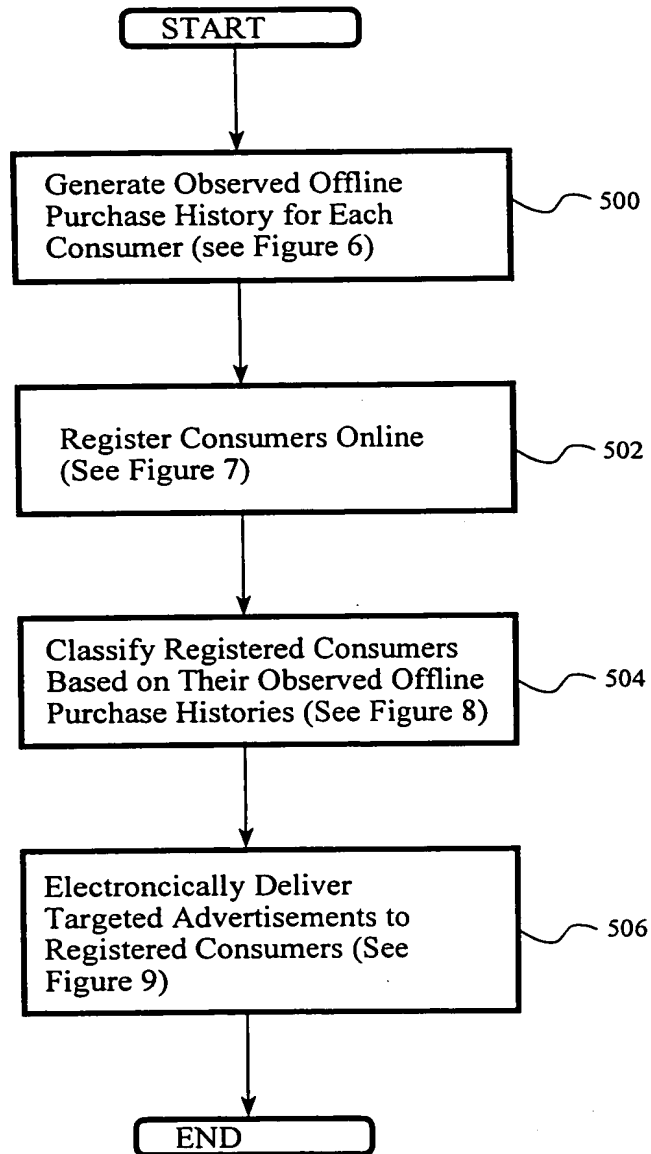 START
Generate Observed Offline
Purchase History for Each
Consumer (see Figure 6)
500
Register Consumers Online
(See Figure 7)
502
Classify Registered Consumers
Based on Their Observed Offline
Purchase Histories (See Figure 8)
504
Electroncically Deliver
Targeted Advertisements to
Registered Consumers (See
Figure 9)
506
END